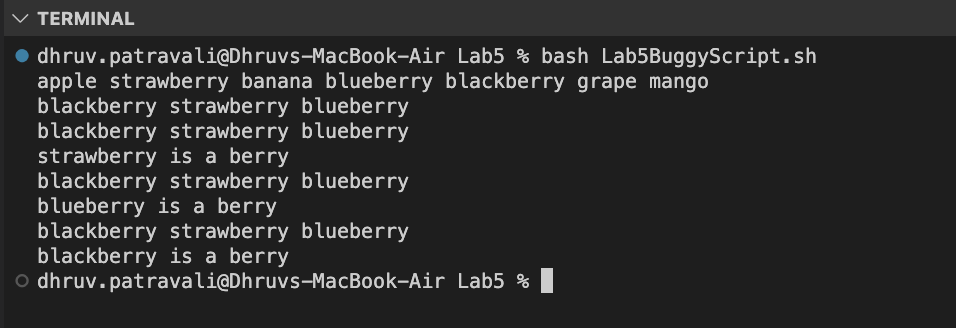 TERMINAL
dhruv.patravali@Dhruvs-MacBook-Air Lab5 % bash Lab5BuggyScript.sh
apple strawberry banana blueberry blackberry grape mango
blackberry strawberry blueberry
blackberry strawberry blueberry
strawberry is a berry
blackberry strawberry blueberry
blueberry is a berry
blackberry strawberry blueberry
blackberry is a berry
dhruv.patravali@Dhruvs-MacBook-Air Lab5 %